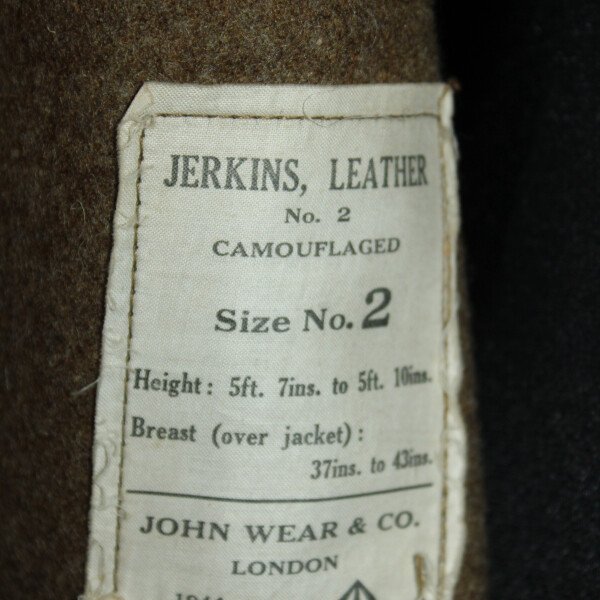 JERKINS, LEATHER
No. 2
CAMOUFLAGED
Size No. 2
Height: 5ft. 7ins. to 5ft. 10ins.
Breast (over jacket):
37ins. to 43ins.
JOHN WEAR & CO.
LONDON